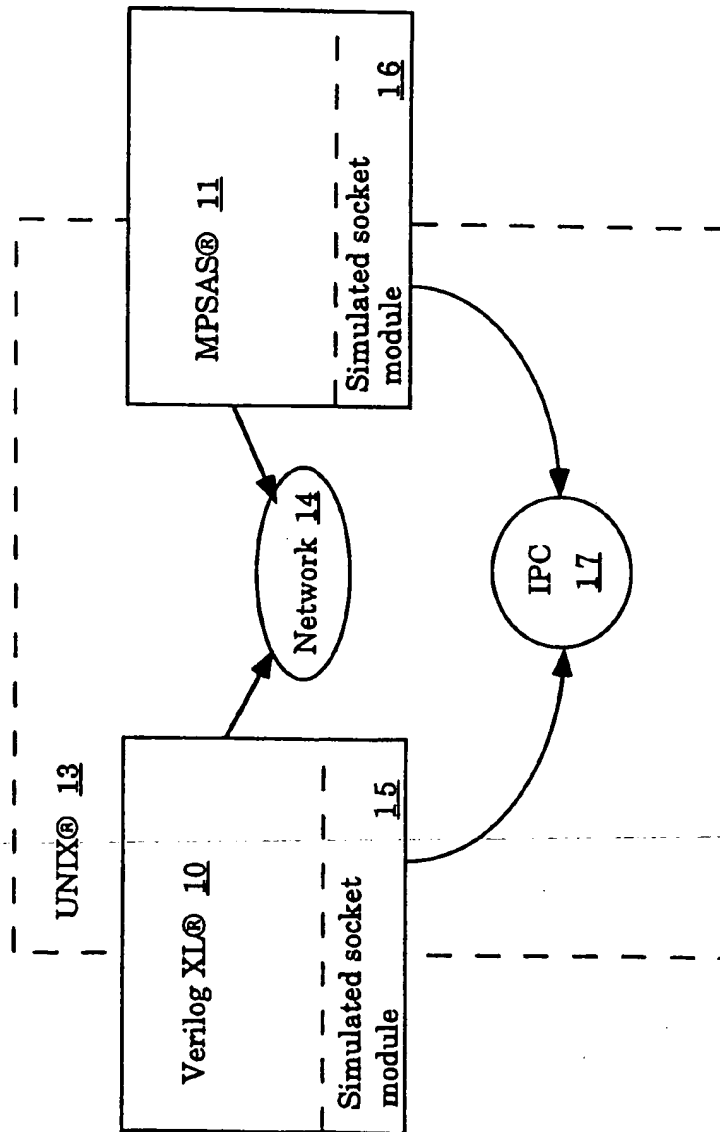 UNIX® 13
Verilog XL® 10
Simulated socket
module 15
Network 14
IPC
17
MPSAS® 11
Simulated socket
module 16